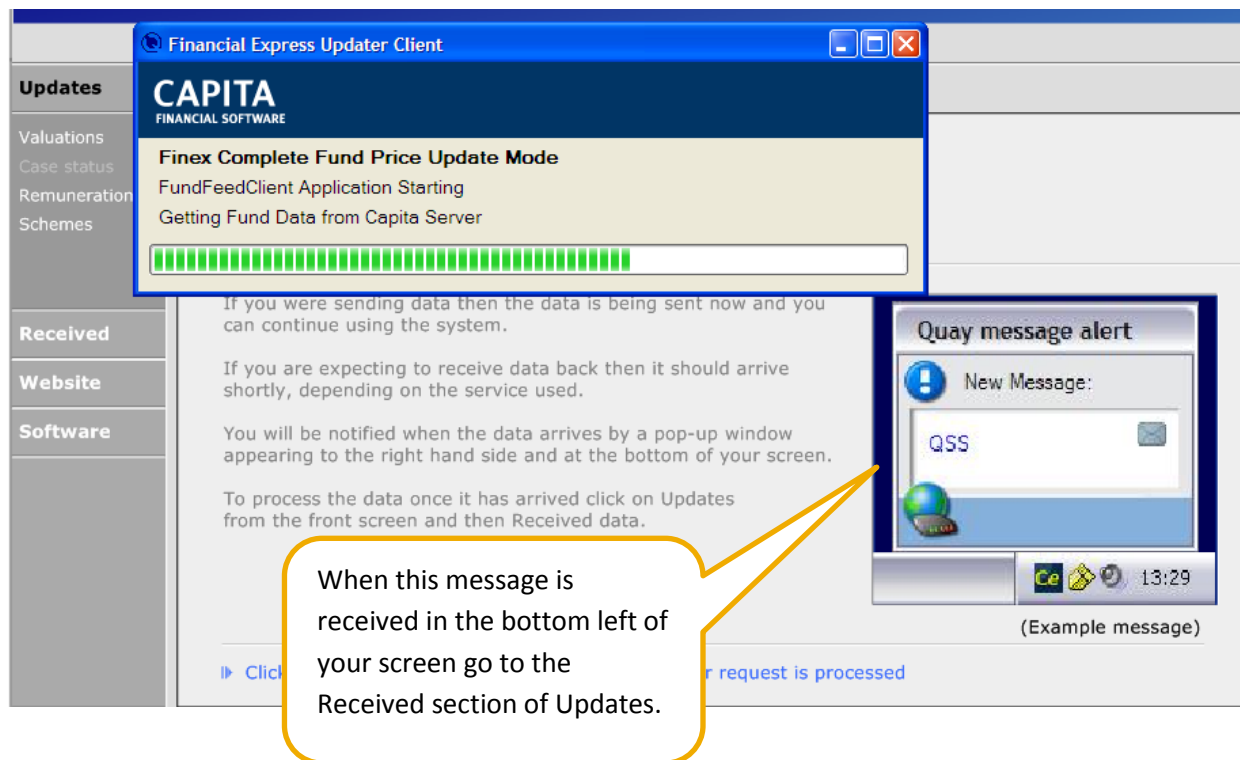 Financial Express Updater Client
CAPITA
FINANCIAL SOFTWARE
Finex Complete Fund Price Update Mode
FundFeedClient Application Starting
Getting Fund Data from Capita Server
Updates
Valuations
Case status
Remuneration
Schemes
Received
Website
Software
If you were sending data then the data is being sent now and you
can continue using the system.
If you are expecting to receive data back then it should arrive
shortly, depending on the service used.
You will be notified when the data arrives by a pop-up window
appearing to the right hand side and at the bottom of your screen.
To process the data once it has arrived click on Updates
from the front screen and then Received data.
Quay message alert
New Message:
QSS
Ce
13:29
(Example message)
When this message is
received in the bottom left of
your screen go to the
Received section of Updates.
request is processed